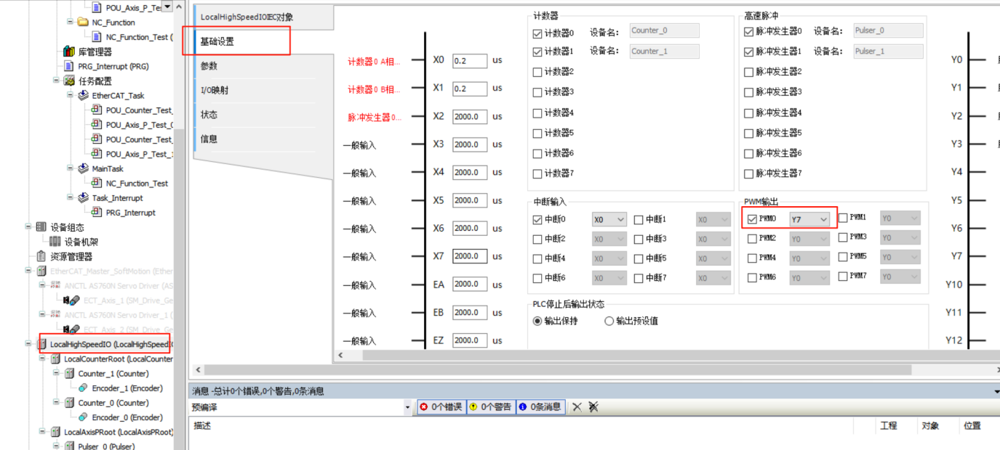 POU_Axis_P_Te
NC_Function
NC_Function_Test (
库管理器
PRG_Interrupt (PRG)
任务配置
EtherCAT_Task
POU_Counter_Test_
POU_Axis_P_Test_0
POU_Counter_Test_
POU_Axis_P_Test_1
MainTask
NC_Function_Test
Task_Interrupt
PRG_Interrupt
设备组态
设备机架
资源管理器
EtherCAT_Master_SoftMotion (Ether
ANCTL AS760N Servo Driver (AS
ECT_Axis_1 (SM_Drive_Ge
ANCTL AS760N Servo Driver_1 (
ECT_Axis_2 (SM_Drive_Ge
LocalHighSpeedIO (LocalHighSpeedIO
LocalCounterRoot (LocalCounter
Counter_1 (Counter)
Encoder_1 (Encoder)
Counter_0 (Counter)
Encoder_0 (Encoder)
LocalAxisPRoot (LocalAxisPRoot)
Pulser_0 (Pulser)
LocalHighSpeedIOIEC对象
基础设置
参数
I/O映射
状态
信息
计数器0 A相... X0 0.2 us
计数器0 B相... X1 0.2 us
脉冲发生器0... X2 2000.0 us
一般输入 X3 2000.0 us
一般输入 X4 2000.0 us
一般输入 X5 2000.0 us
一般输入 X6 2000.0 us
一般输入 X7 2000.0 us
一般输入 EA 2000.0 us
一般输入 EB 2000.0 us
一般输入 EZ 2000.0 us
计数器
计数器0 设备名: Counter_0
计数器1 设备名: Counter_1
计数器2
计数器3
计数器4
计数器5
计数器6
计数器7
高速脉冲
脉冲发生器0 设备名: Pulser_0
脉冲发生器1 设备名: Pulser_1
脉冲发生器2
脉冲发生器3
脉冲发生器4
脉冲发生器5
脉冲发生器6
脉冲发生器7
中断输入
中断0 X0 中断1 X0
中断2 X0 中断3 X0
中断4 X0 中断5 X0
中断6 X0 中断7 X0
PWM输出
PWM0 Y7 PWM1 Y0
PWM2 Y0 PWM3 Y0
PWM4 Y0 PWM5 Y0
PWM6 Y0 PWM7 Y0
PLC停止后输出状态
输出保持 输出预设值
Y0
Y1
Y2
Y3
Y4
Y5
Y6
Y7
Y10
Y11
Y12
消息 -总计0个错误,0个警告,0条消息
预编译 0个错误 0个警告 0条消息
描述 工程 对象 位置